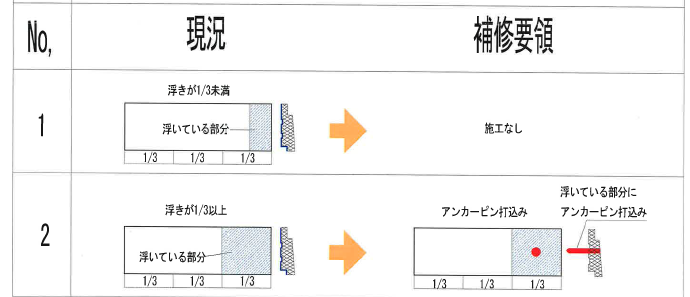 No, 現況 補修要領
1
浮きが1/3未満
浮いている部分
1/3 1/3 1/3
施工なし
2
浮きが1/3以上
浮いている部分
1/3 1/3 1/3
アンカーピン打込み
浮いている部分に
アンカーピン打込み
1/3 1/3 1/3